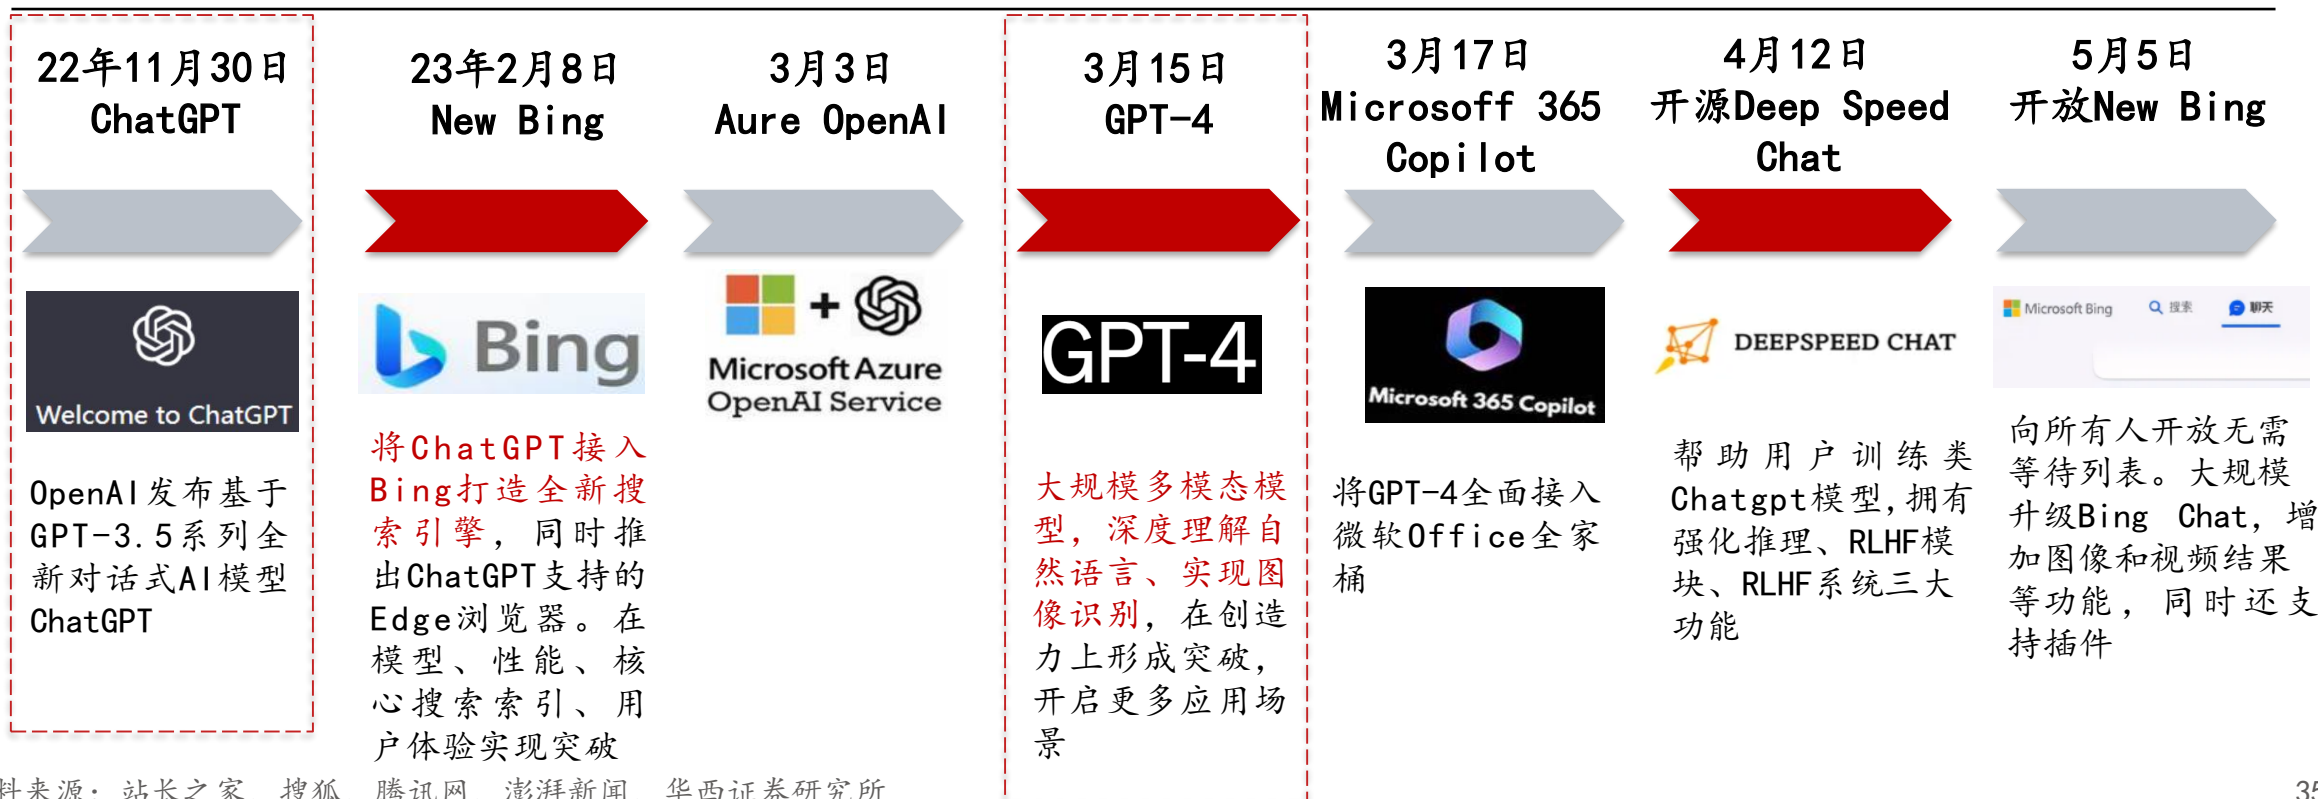 22年11月30日
ChatGPT
Welcome to ChatGPT
OpenAI发布基于
GPT-3.5系列全
新对话式AI模型
ChatGPT
23年2月8日
New Bing
Bing
将ChatGPT接入
Bing打造全新搜
索引擎，同时推
出ChatGPT支持的
Edge浏览器。在
模型、性能、核
心搜索索引、用
户体验实现突破
3月3日
Aure OpenAI
+
Microsoft Azure
OpenAI Service
3月15日
GPT-4
GPT-4
大规模多模态模
型，深度理解自
然语言、实现图
像识别，在创造
力上形成突破，
开启更多应用场
景
3月17日
Microsoff 365
Copilot
Microsoft 365 Copilot
将GPT-4全面接入
微软Office全家
桶
4月12日
开源Deep Speed
Chat
DEEPSPEED CHAT
帮助用户训练类
Chatgpt模型,拥有
强化推理、RLHF模
块、RLHF系统三大
功能
5月5日
开放New Bing
Microsoft Bing 搜索 聊天
向所有人开放无需
等待列表。大规模
升级Bing Chat，增
加图像和视频结果
等功能，同时还支
持插件
料来源：站长之家 搜狐 腾讯网 澎湃新闻 华西证券研究所
35